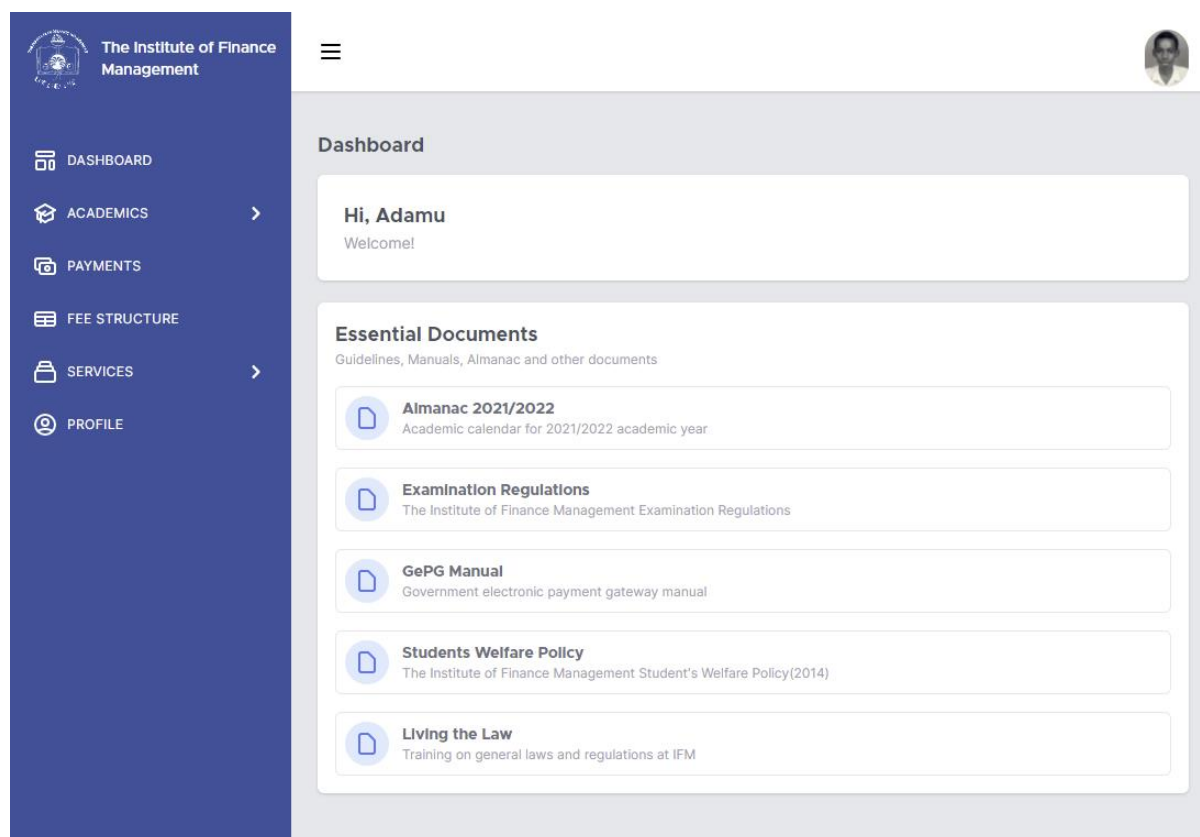 The Institute of Finance
Management
DASHBOARD
ACADEMICS
PAYMENTS
FEE STRUCTURE
SERVICES
PROFILE
Dashboard
Hi, Adamu
Welcome!
Essential Documents
Guidelines, Manuals, Almanac and other documents
Almanac 2021/2022
Academic calendar for 2021/2022 academic year
Examination Regulations
The Institute of Finance Management Examination Regulations
GePG Manual
Government electronic payment gateway manual
Students Welfare Policy
The Institute of Finance Management Student's Welfare Policy(2014)
Living the Law
Training on general laws and regulations at IFM